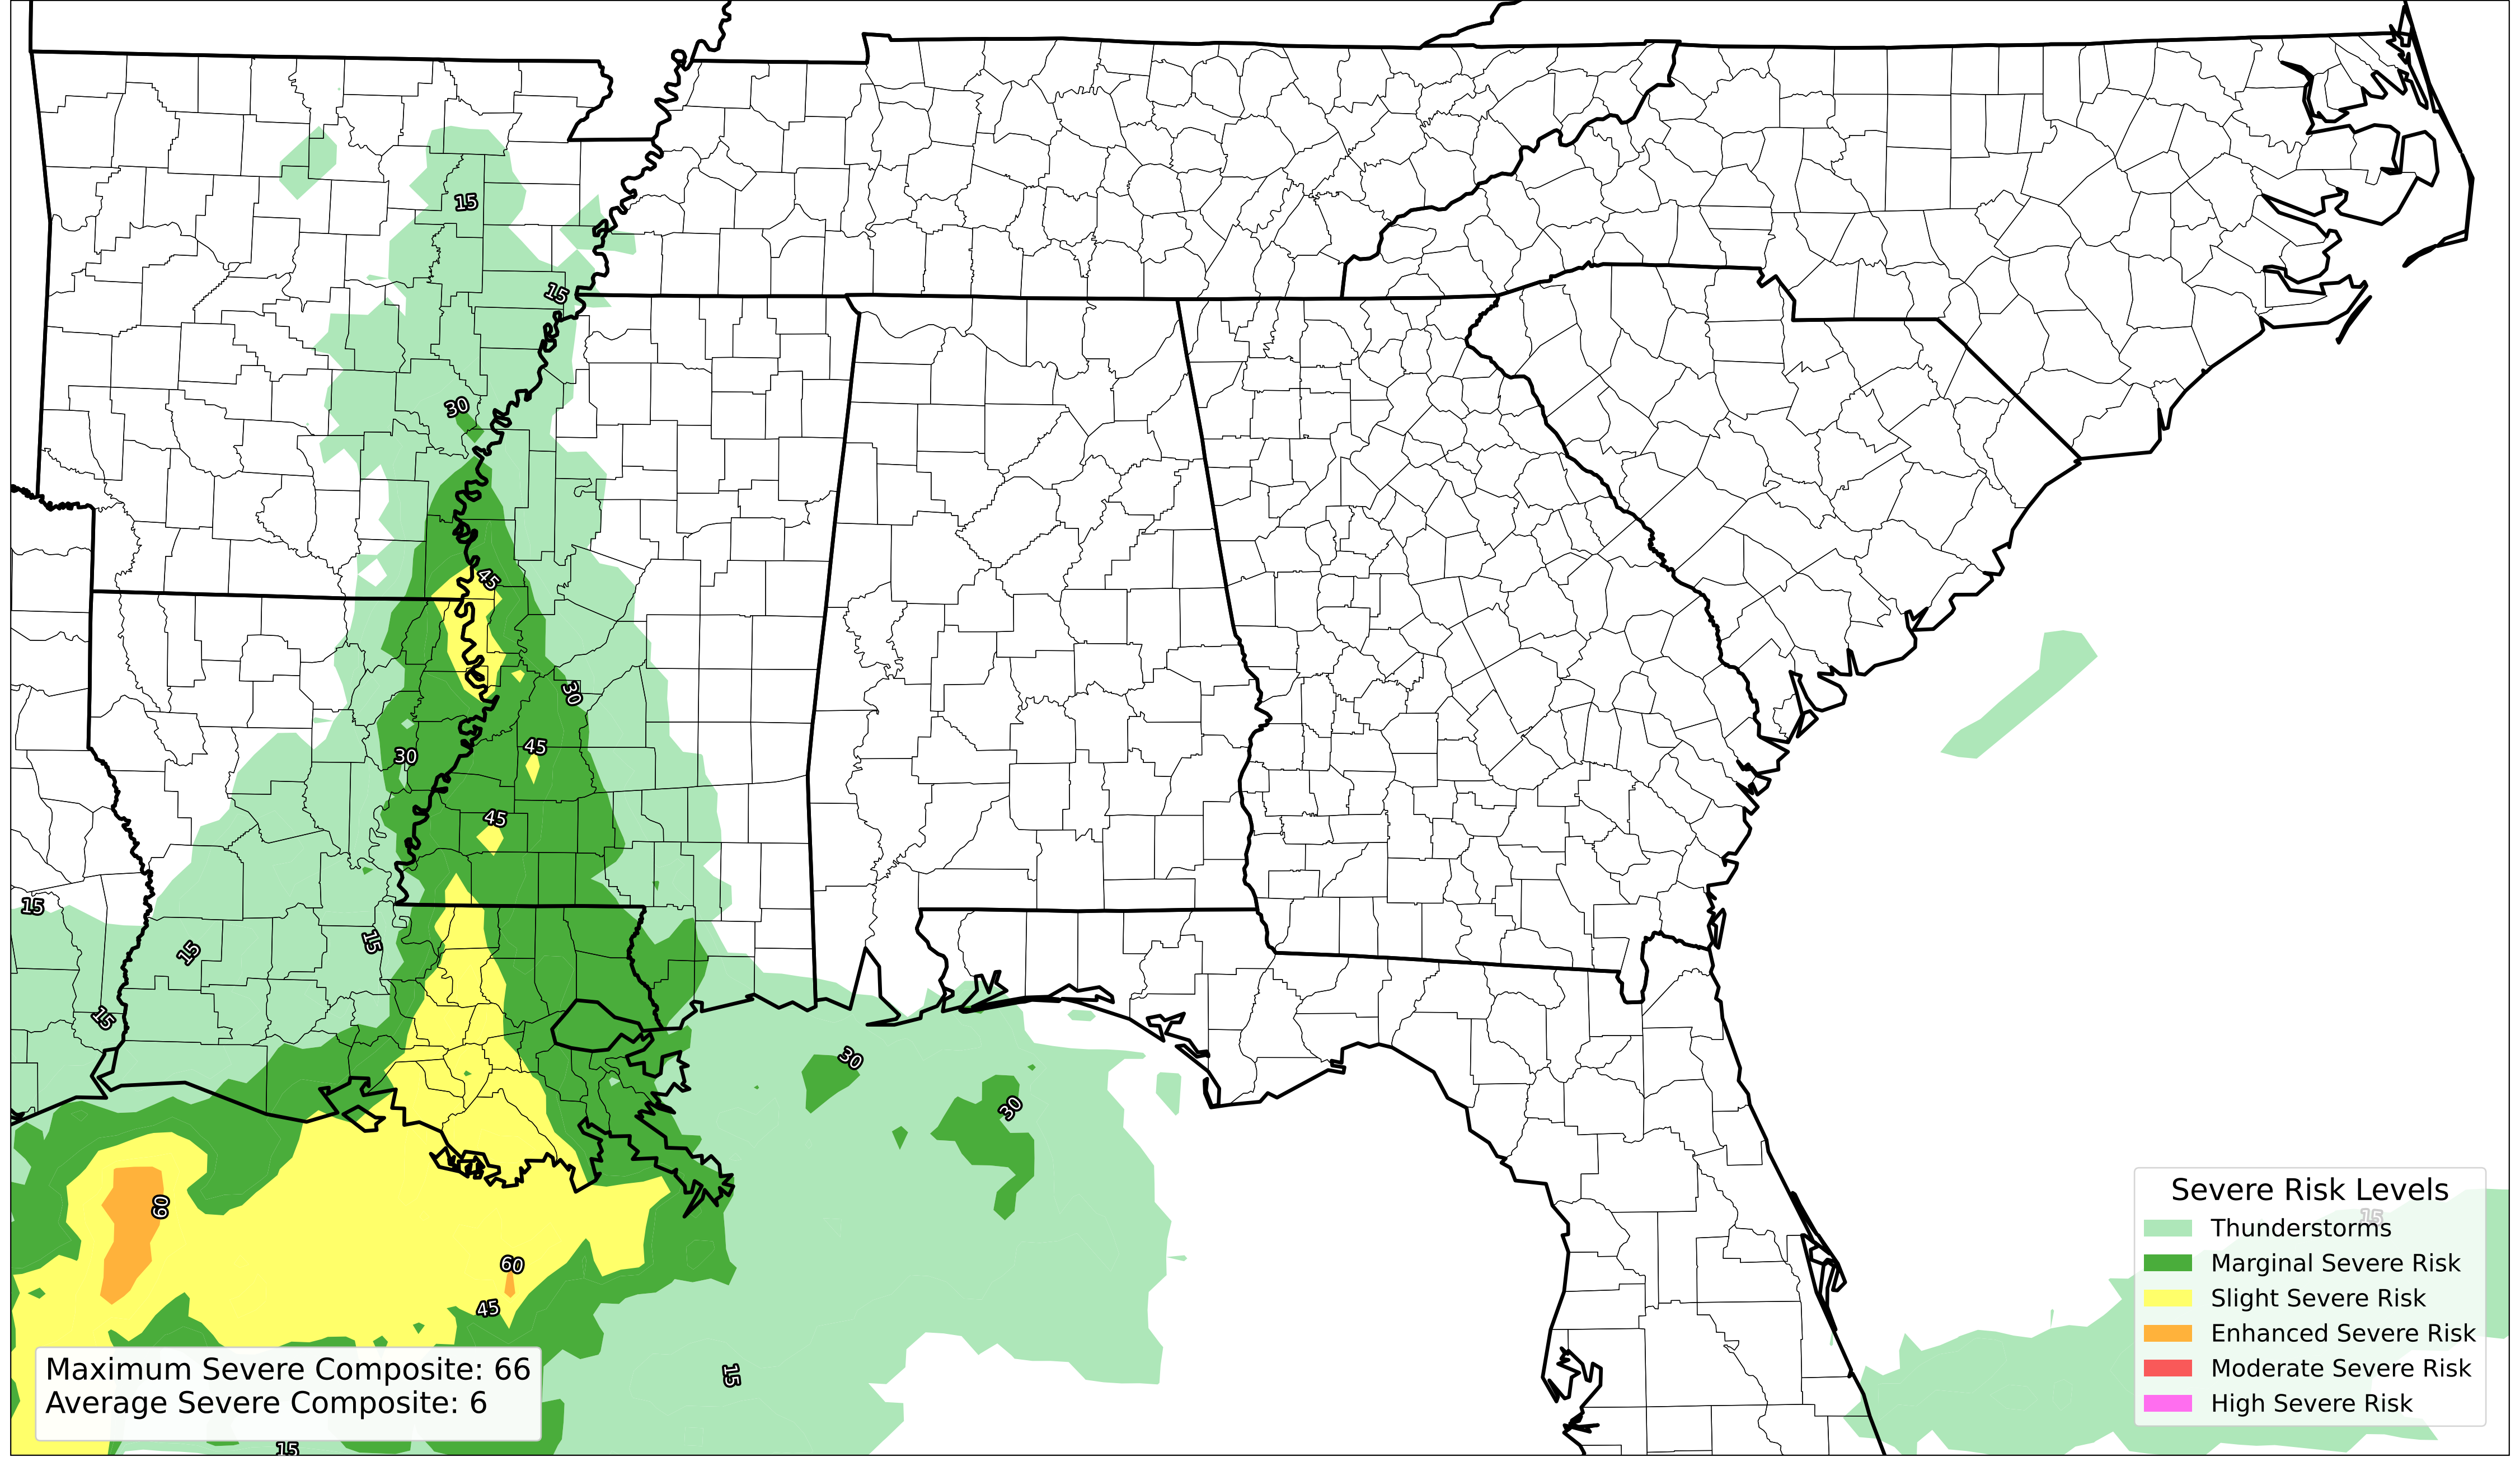 15
15
30
45
30
30
45
45
15
15
15
15
30
30
60
60
45
15
15
Maximum Severe Composite: 66
Average Severe Composite: 6
Severe Risk Levels
15
Thunderstorms
Marginal Severe Risk
Slight Severe Risk
Enhanced Severe Risk
Moderate Severe Risk
High Severe Risk